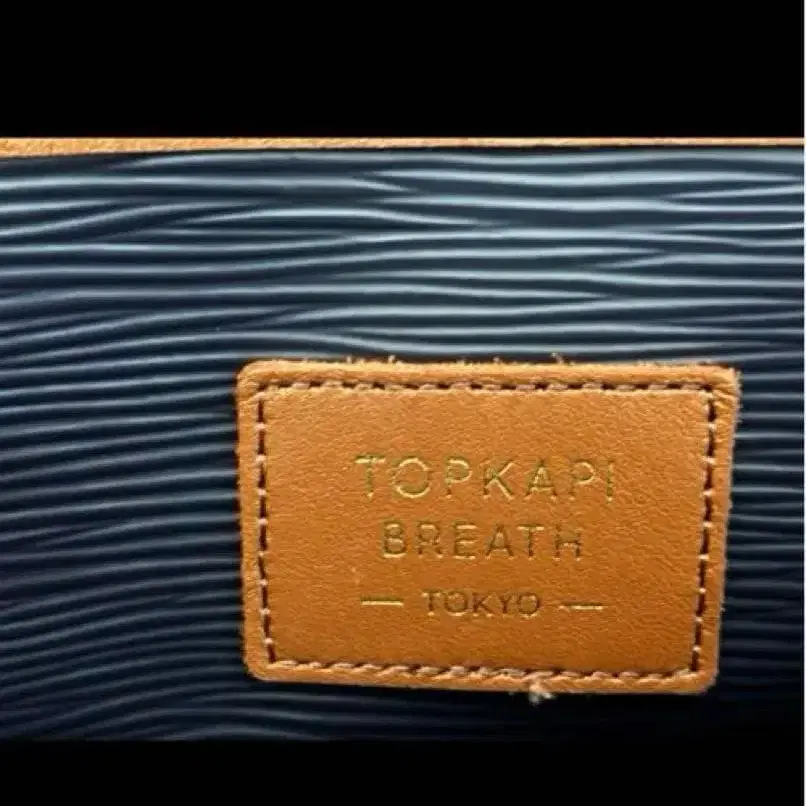 TOPKAPI
BREATH
— TOKYO —